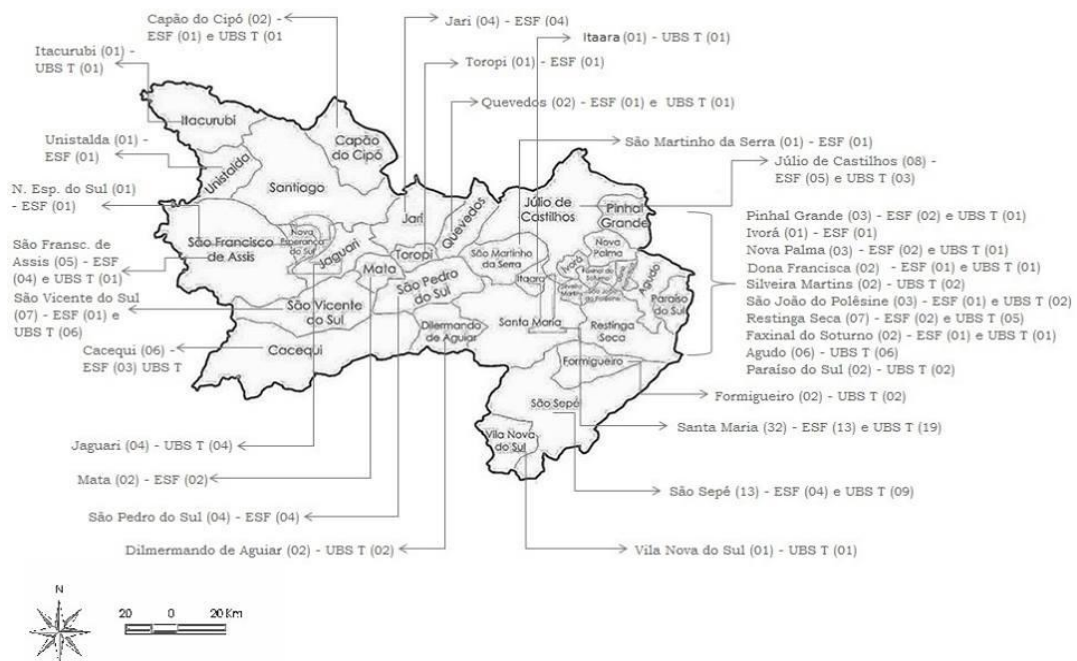 Capão do Cipó (02) -
ESF (01) e UBS T (01
Jari (04) - ESF (04)
Itaara (01) - UBS T (01)
Itacurubi (01) -
UBS T (01)
Toropi (01) - ESF (01)
Quevedos (02) - ESF (01) e UBS T (01)
Unistalda (01) -
ESF (01)
São Martinho da Serra (01) - ESF (01)
Júlio de Castilhos (08) -
ESF (05) e UBS T (03)
N. Esp. do Sul (01)
- ESF (01)
São Fransc. de
Assis (05) - ESF
(04) e UBS T (01)
São Vicente do Sul
(07) - ESF (01) e
UBS T (06)
Cacequi (06) -
ESF (03) UBS T
Pinhal Grande (03) - ESF (02) e UBS T (01)
Ivorá (01) - ESF (01)
Nova Palma (03) - ESF (02) e UBS T (01)
Dona Francisca (02) - ESF (01) e UBS T (01)
Silveira Martins (02) - UBS T (02)
São João do Polêsine (03) - ESF (01) e UBS T (02)
Restinga Seca (07) - ESF (02) e UBS T (05)
Faxinal do Soturno (02) - ESF (01) e UBS T (01)
Agudo (06) - UBS T (06)
Paraíso do Sul (02) - UBS T (02)
Formigueiro (02) - UBS T (02)
Santa Maria (32) - ESF (13) e UBS T (19)
São Sepé (13) - ESF (04) e UBS T (09)
Vila Nova do Sul (01) - UBS T (01)
Jaguari (04) - UBS T (04)
Mata (02) - ESF (02)
São Pedro do Sul (04) - ESF (04)
Dilmermando de Aguiar (02) - UBS T (02)
Itacurubi
Capão
do Cipó
Unistalda
Santiago
Jarí
Quevedos
Júlio de
Castilhos
Pinhal
Grande
São Francisco
de Assis
Nova
Esperança
do Sul
Jaguari
Toropi
Mata
São Pedro
do Sul
São Martinho
da Serra
Itaara
Ivorá
Nova
Palma
Faxinal do
Soturno
Agudo
Paraíso
do Sul
São Vicente
do Sul
Cacequi
Dilermando
de Aguiar
Santa Maria
Restinga
Seca
Formigueiro
São Sepé
Vila Nova
do Sul
N
20 0 20 Km